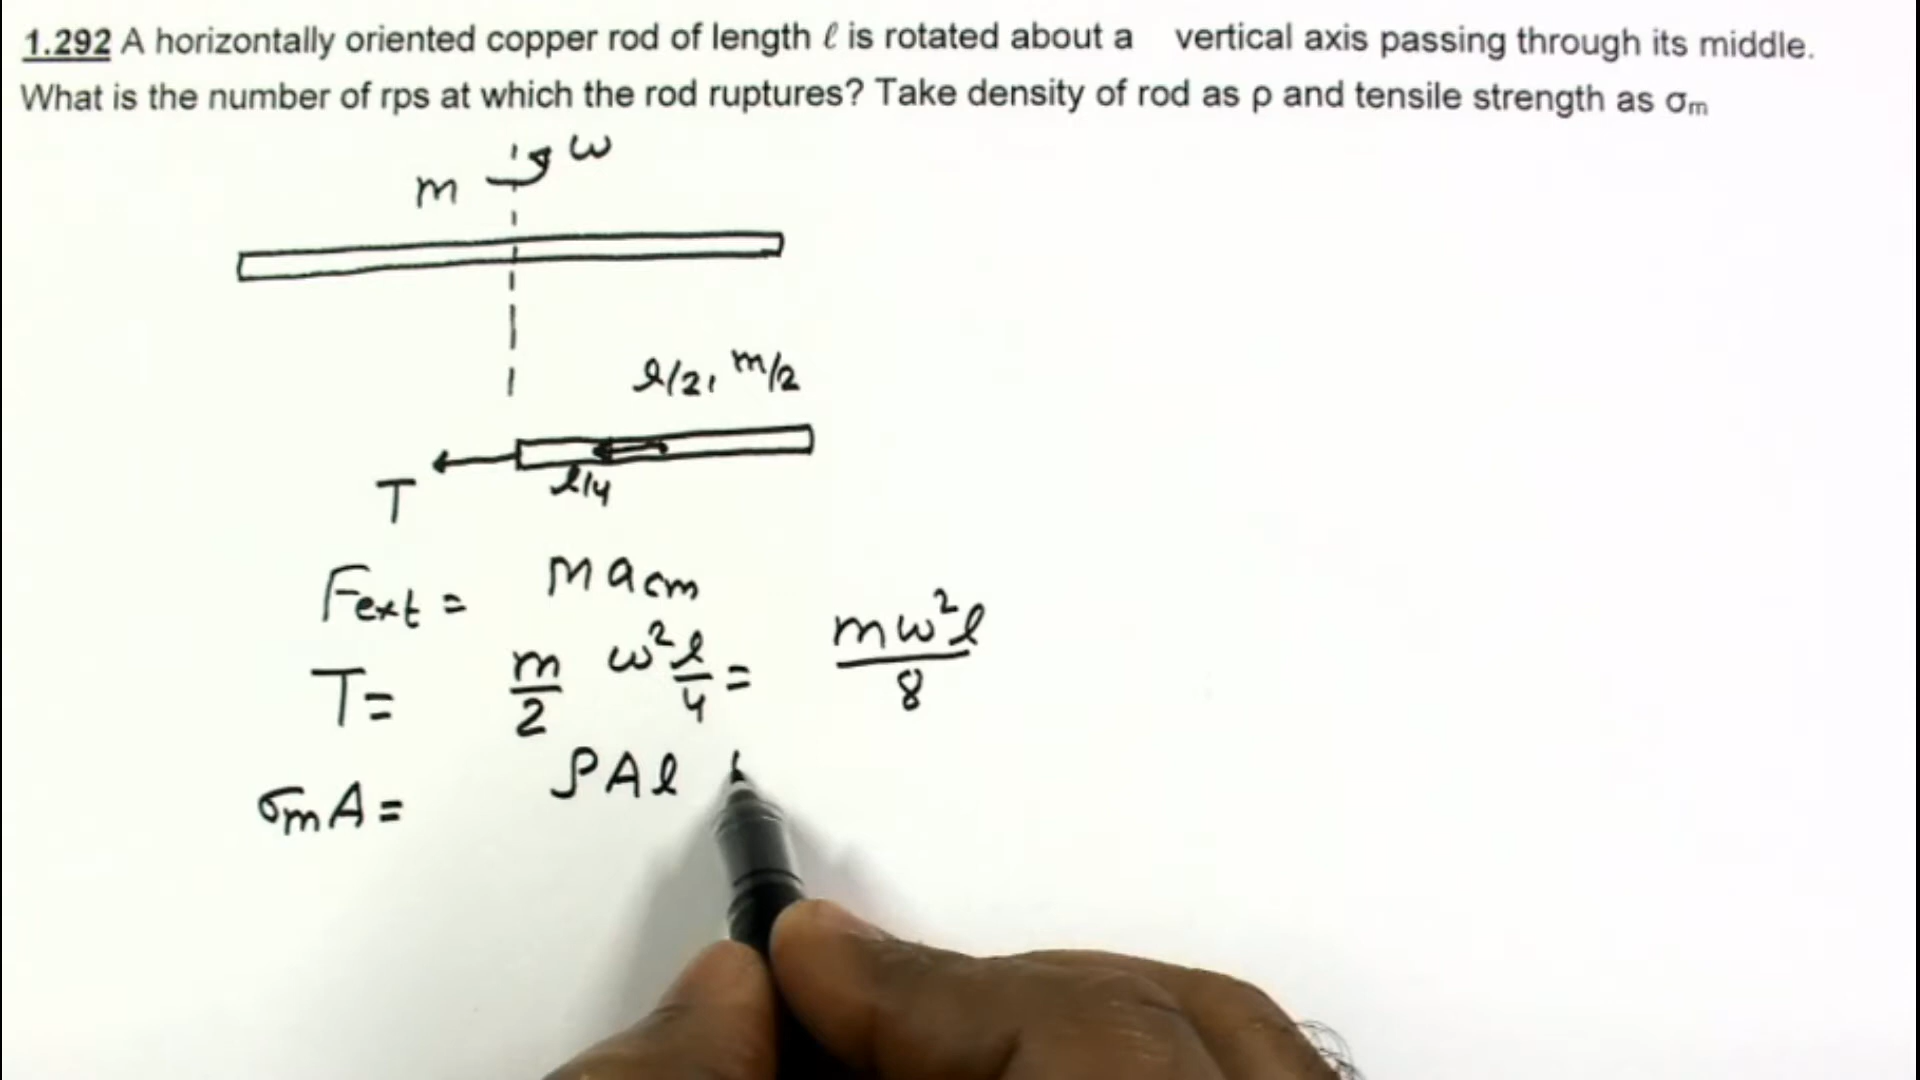 1.292 A horizontally oriented copper rod of length ℓ is rotated about a vertical axis passing through its middle.
What is the number of rps at which the rod ruptures? Take density of rod as ρ and tensile strength as σm
m ω
l/2, m/2
T l/4
Fext = m acm
T = m/2 ω²l/4 = mω²l/8
σmA = ρAl